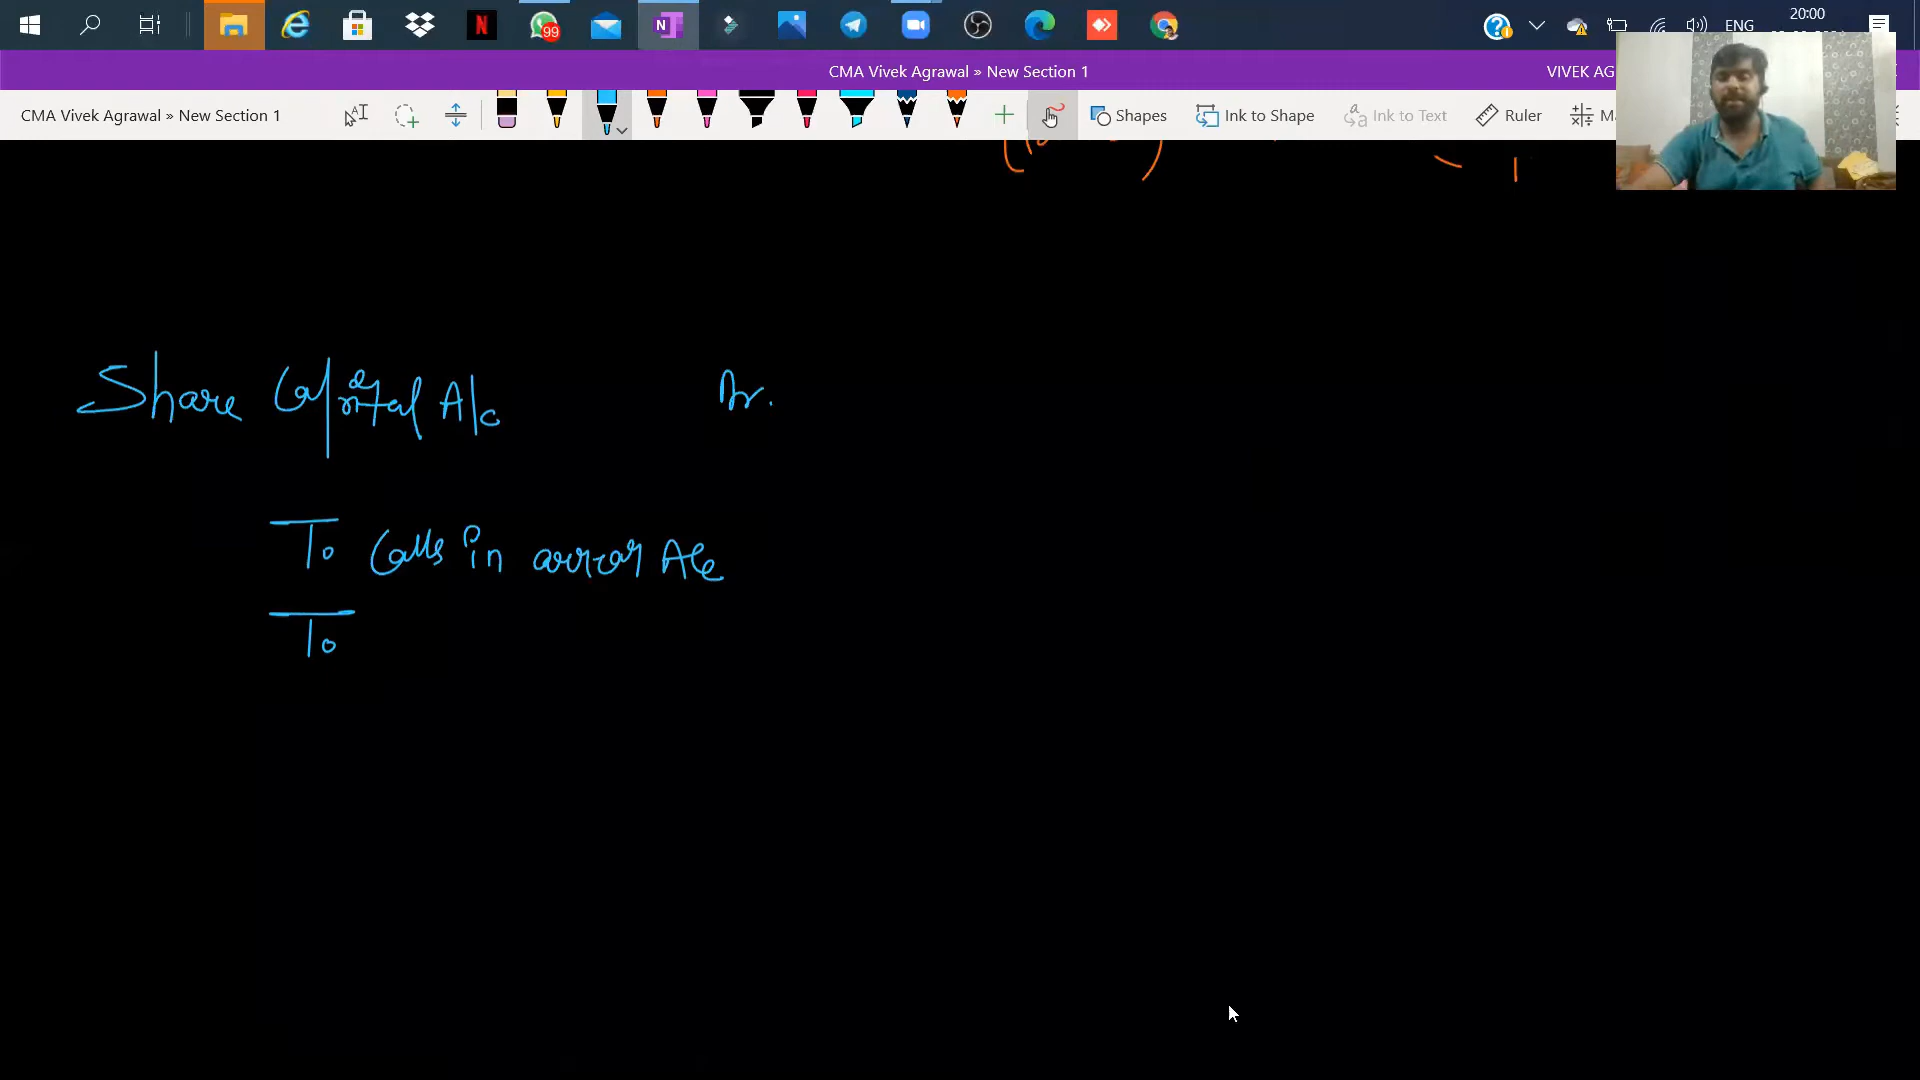 N
99
ENG
20:00
CMA Vivek Agrawal » New Section 1
VIVEK AG
CMA Vivek Agrawal » New Section 1
Shapes
Ink to Shape
Ink to Text
Ruler
Share Capital A/c Dr.
To Calls in arrear A/c
To